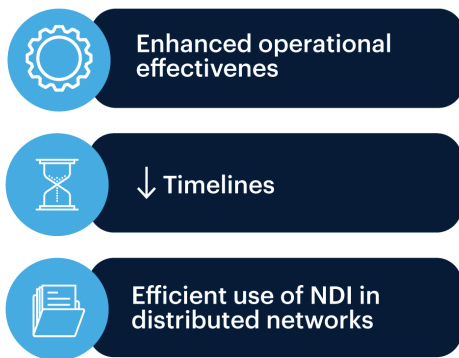 Enhanced operational
effectivenes
↓ Timelines
Efficient use of NDI in
distributed networks